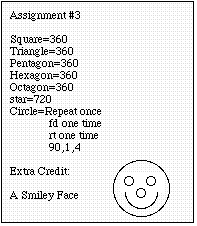 Assignment #3
Square=360
Triangle=360
Pentagon=360
Hexagon=360
Octagon=360
star=720
Circle=Repeat once
fd one time
rt one time
90,1,4
Extra Credit:
A Smiley Face